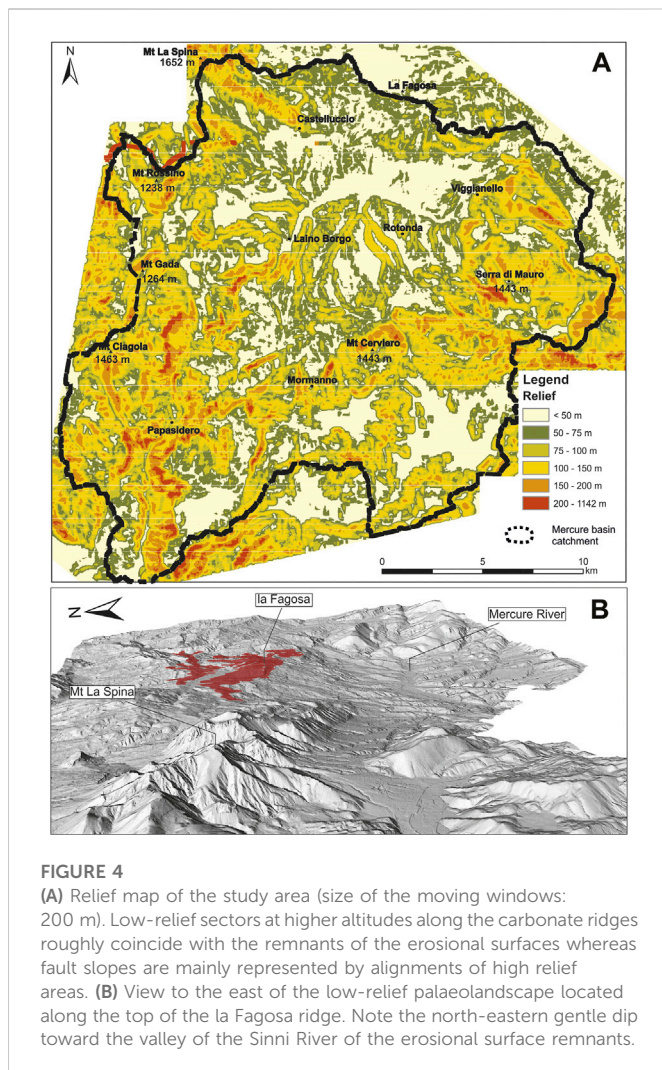 N
A
Mt La Spina
1652 m
La Fagosa
Castelluccio
Mt Rossino
1238 m
Viggianello
Laino Borgo
Rotonda
Mt Gada
1264 m
Serra di Mauro
1443 m
Mt Ciagola
1463 m
Mt Cerviero
1443 m
Mormanno
Papasidero
Legend
Relief
< 50 m
50 - 75 m
75 - 100 m
100 - 150 m
150 - 200 m
200 - 1142 m
Mercure basin
catchment
0 5 10
km
N
B
la Fagosa
Mercure River
Mt La Spina
FIGURE 4
(A) Relief map of the study area (size of the moving windows:
200 m). Low-relief sectors at higher altitudes along the carbonate ridges
roughly coincide with the remnants of the erosional surfaces whereas
fault slopes are mainly represented by alignments of high relief
areas. (B) View to the east of the low-relief palaeolandscape located
along the top of the la Fagosa ridge. Note the north-eastern gentle dip
toward the valley of the Sinni River of the erosional surface remnants.